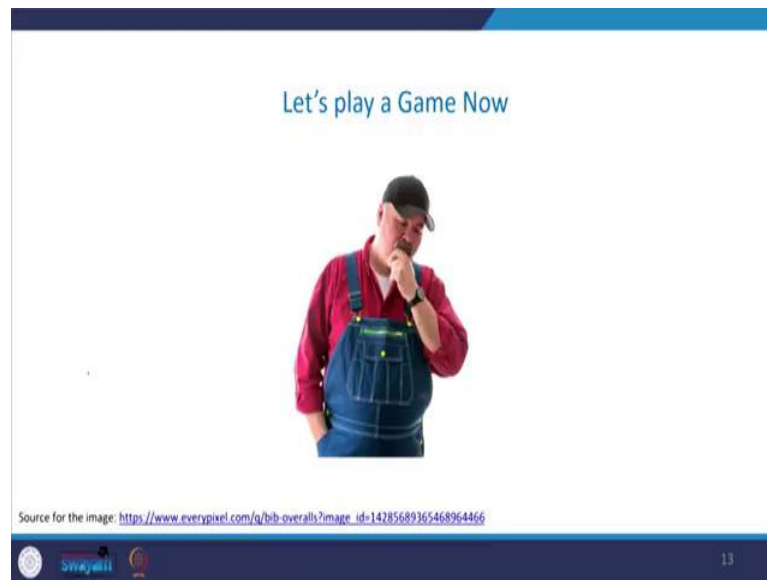 Let's play a Game Now
Source for the image: https://www.everypixel.com/q/bib-overalls?image_id=14285689365468964466
swayam
13